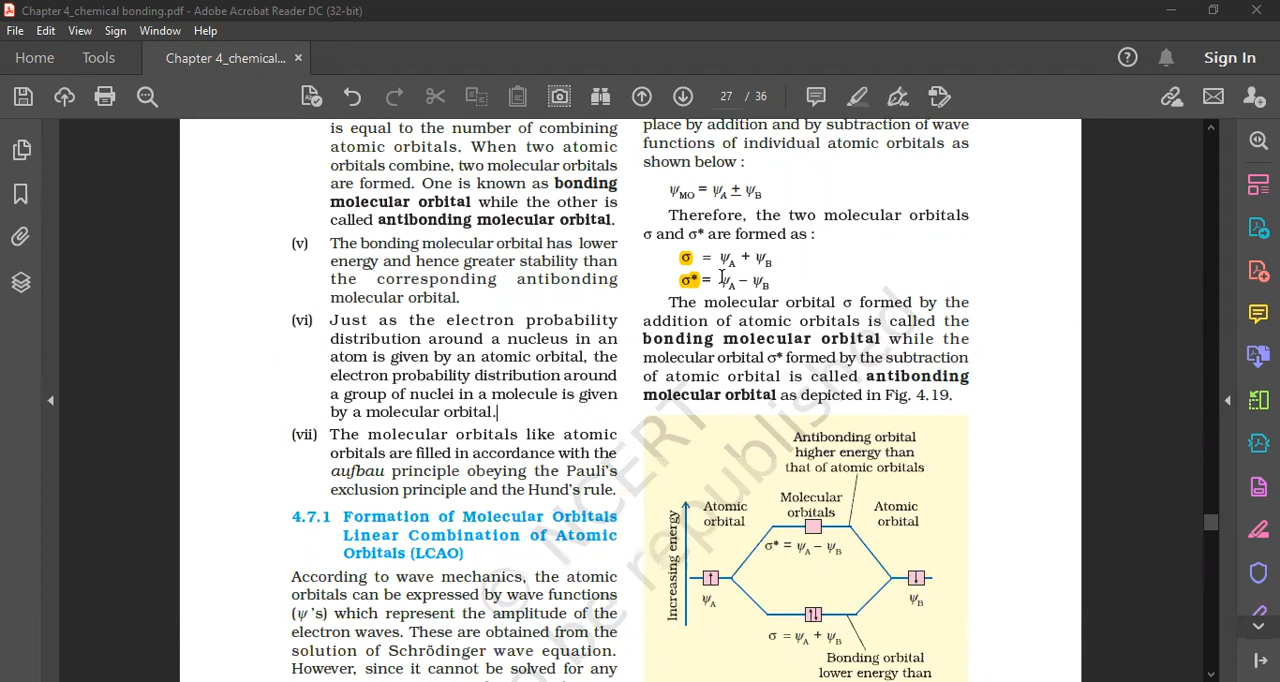 Chapter 4_chemical bonding.pdf - Adobe Acrobat Reader DC (32-bit)
File Edit View Sign Window Help
Home Tools Chapter 4_chemical... × Sign In
27 / 36
is equal to the number of combining
atomic orbitals. When two atomic
orbitals combine, two molecular orbitals
are formed. One is known as bonding
molecular orbital while the other is
called antibonding molecular orbital.
(v) The bonding molecular orbital has lower
energy and hence greater stability than
the corresponding antibonding
molecular orbital.
(vi) Just as the electron probability
distribution around a nucleus in an
atom is given by an atomic orbital, the
electron probability distribution around
a group of nuclei in a molecule is given
by a molecular orbital.
(vii) The molecular orbitals like atomic
orbitals are filled in accordance with the
aufbau principle obeying the Pauli's
exclusion principle and the Hund's rule.
4.7.1 Formation of Molecular Orbitals
Linear Combination of Atomic
Orbitals (LCAO)
According to wave mechanics, the atomic
orbitals can be expressed by wave functions
(ψ's) which represent the amplitude of the
electron waves. These are obtained from the
solution of Schrödinger wave equation.
However, since it cannot be solved for any
place by addition and by subtraction of wave
functions of individual atomic orbitals as
shown below :
ψMO = ψA ± ψB
Therefore, the two molecular orbitals
σ and σ* are formed as :
σ = ψA + ψB
σ* = ψA – ψB
The molecular orbital σ formed by the
addition of atomic orbitals is called the
bonding molecular orbital while the
molecular orbital σ* formed by the subtraction
of atomic orbital is called antibonding
molecular orbital as depicted in Fig. 4.19.
Antibonding orbital
higher energy than
that of atomic orbitals
Atomic
orbital
Molecular
orbitals
Atomic
orbital
Increasing energy
σ* = ψA – ψB
ψA
ψB
σ = ψA + ψB
Bonding orbital
lower energy than
© NCERT
be republished